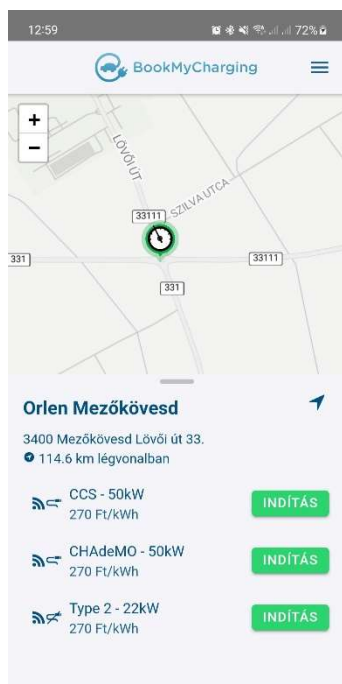 12:59
72%
BookMyCharging
+
−
LÖVŐI ÚT
SZILVA UTCA
33111
331
33111
331
Orlen Mezőkövesd
3400 Mezőkövesd Lövői út 33.
114.6 km légvonalban
CCS - 50kW
INDÍTÁS
270 Ft/kWh
CHAdeMO - 50kW
INDÍTÁS
270 Ft/kWh
Type 2 - 22kW
INDÍTÁS
270 Ft/kWh